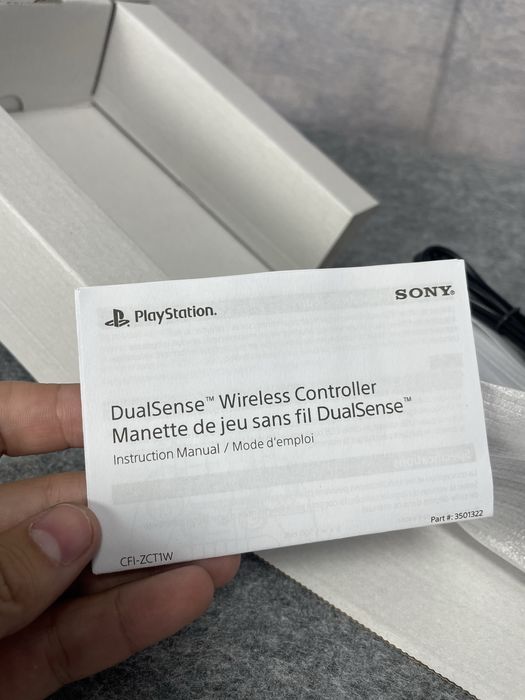 PlayStation.
SONY®
DualSense™ Wireless Controller
Manette de jeu sans fil DualSense™
Instruction Manual / Mode d'emploi
CFI-ZCT1W
Part #: 3501322